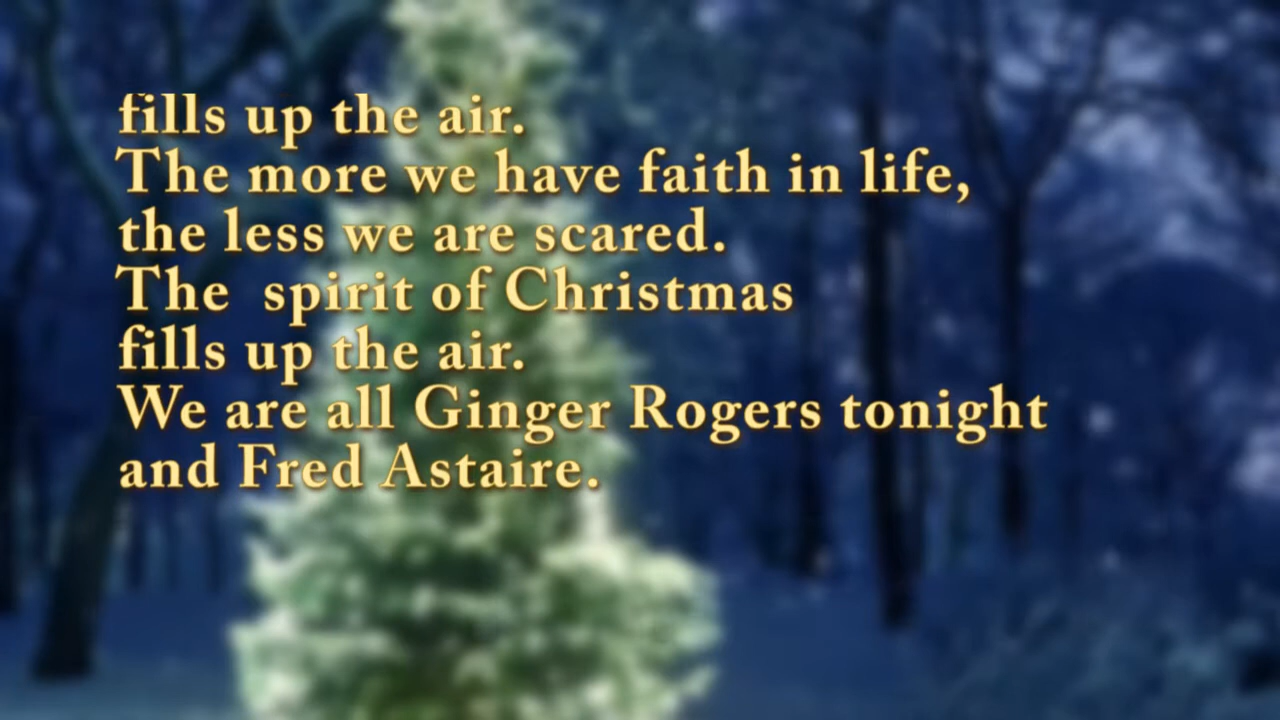 fills up the air.
The more we have faith in life,
the less we are scared.
The  spirit of Christmas
fills up the air.
We are all Ginger Rogers tonight
and Fred Astaire.